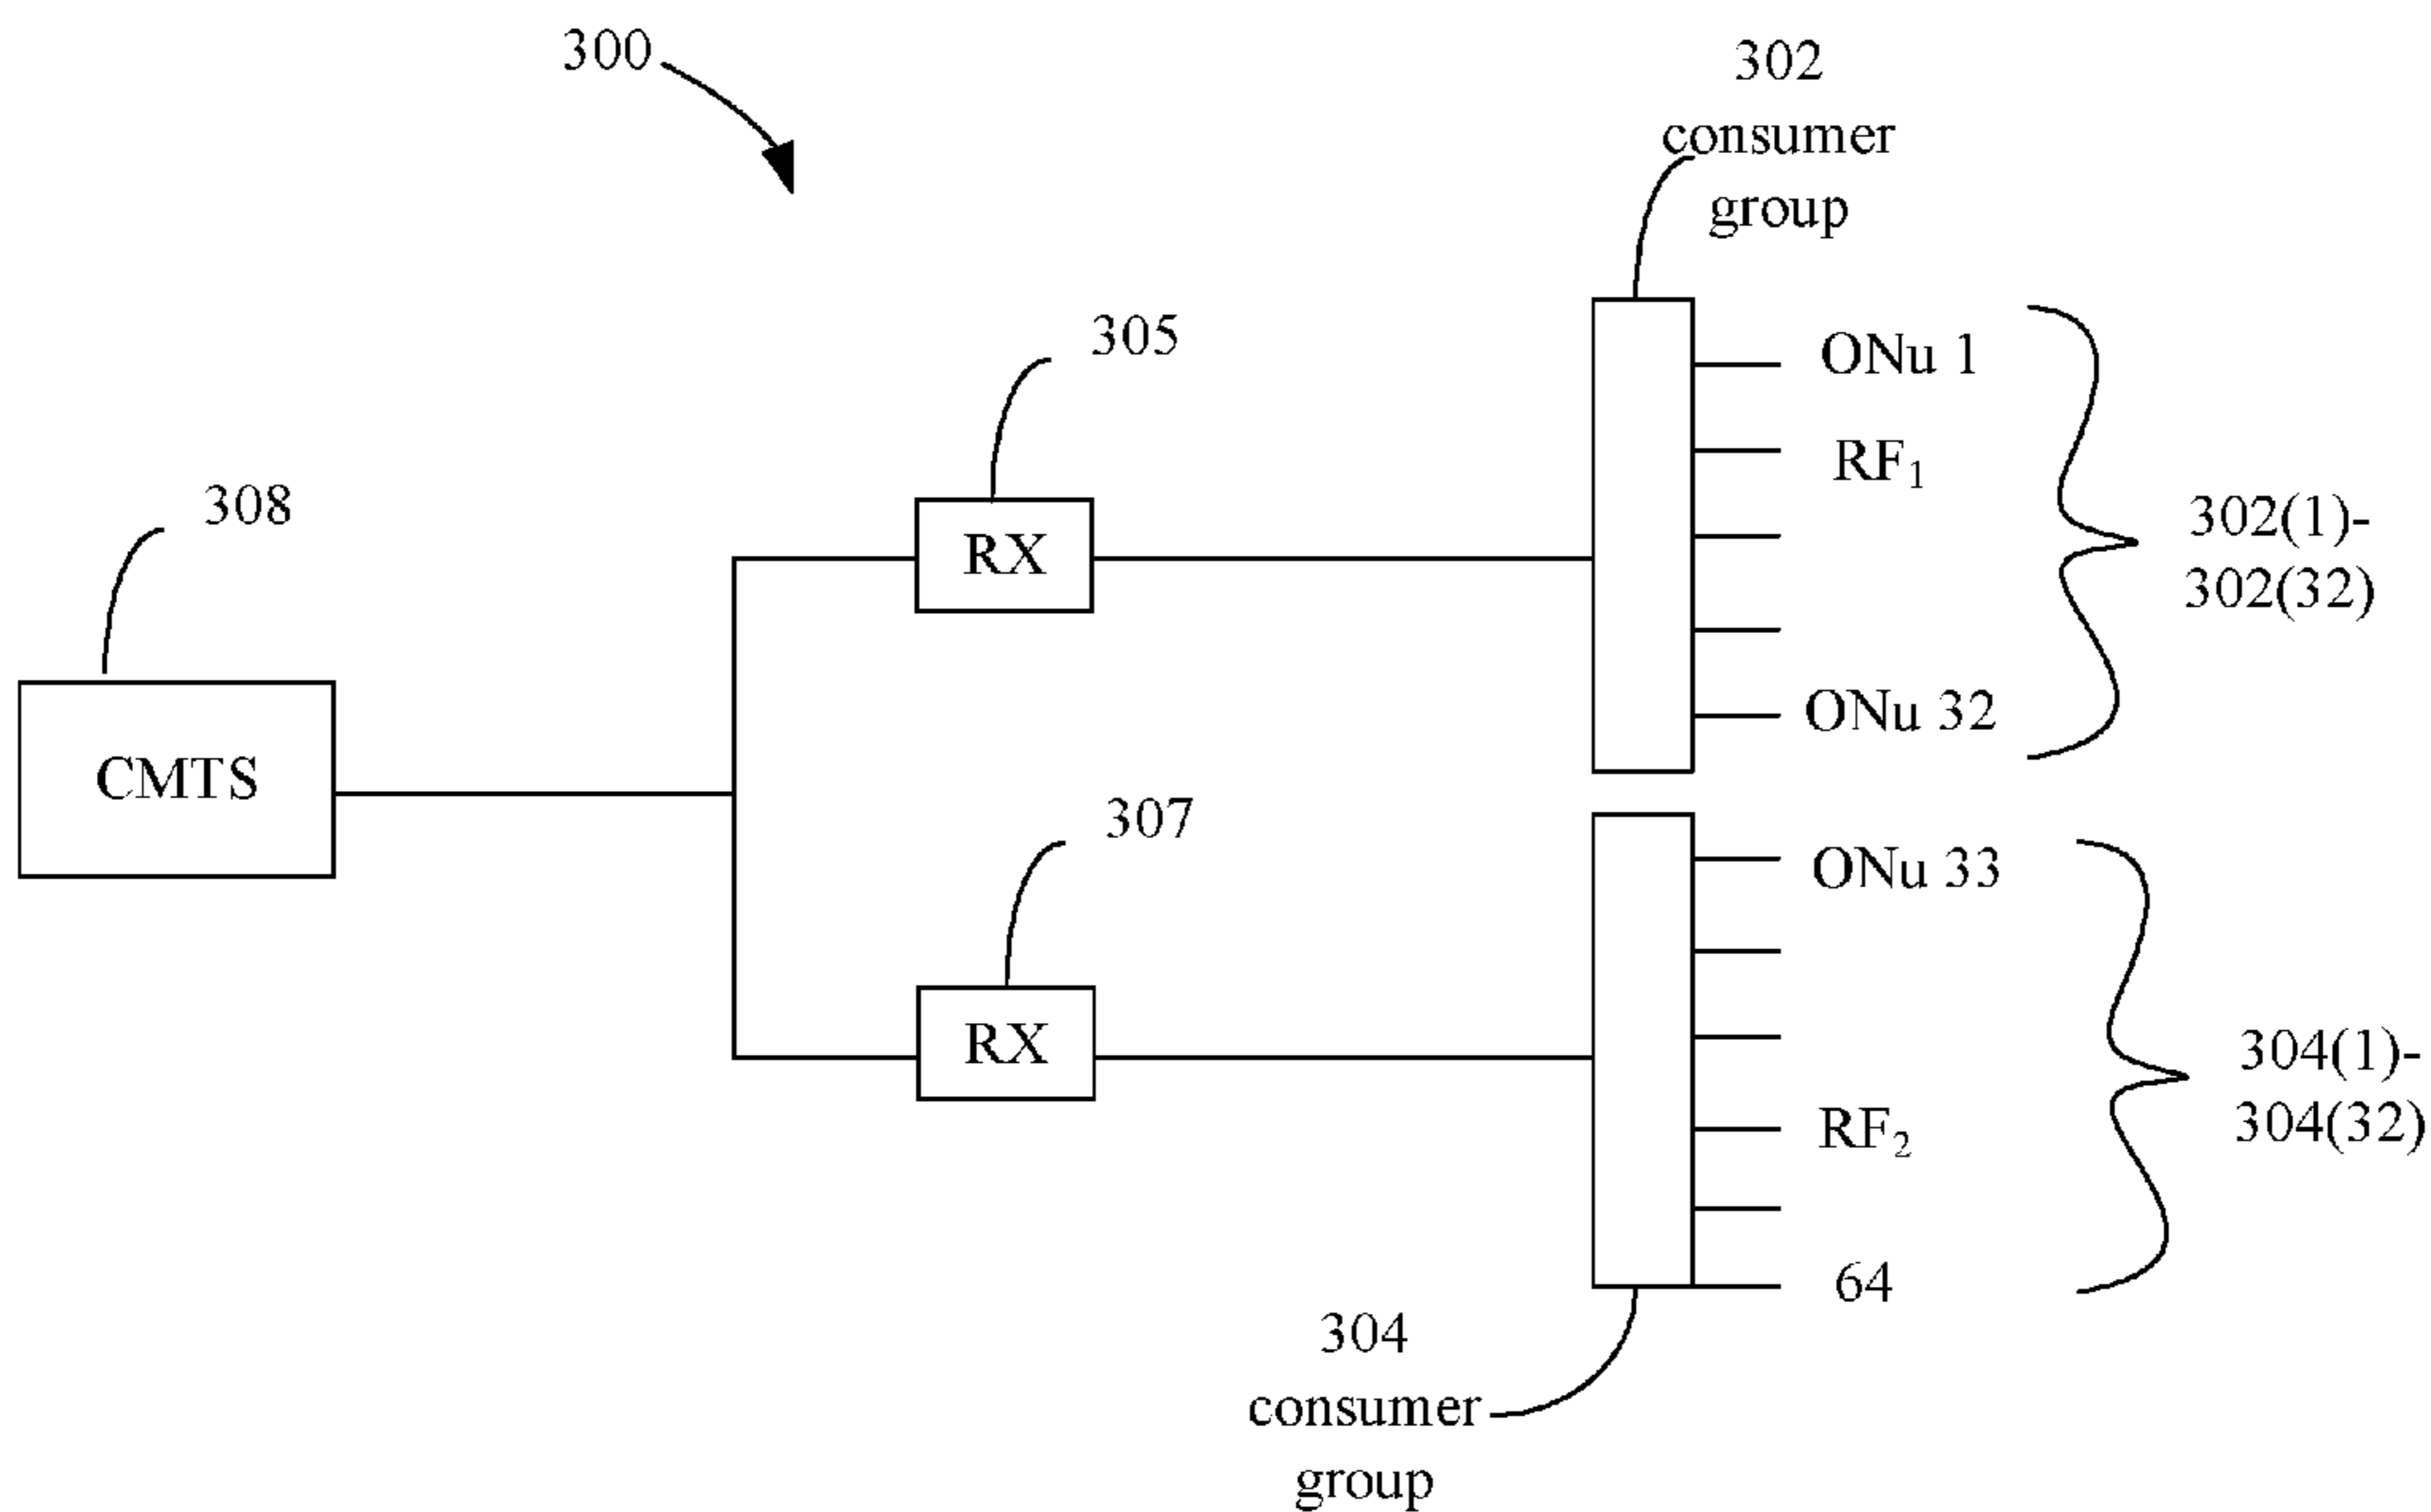 300
302
consumer
group
305
ONu 1
RF₁
308
RX
302(1)-
302(32)
ONu 32
CMTS
307
ONu 33
RX
304(1)-
304(32)
RF₂
64
304
consumer
group